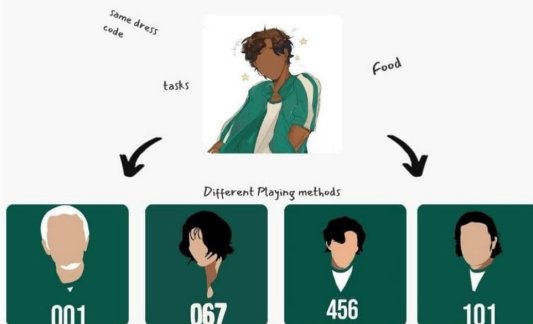 same dress
code
tasks
Food
Different Playing methods
001
067
456
101